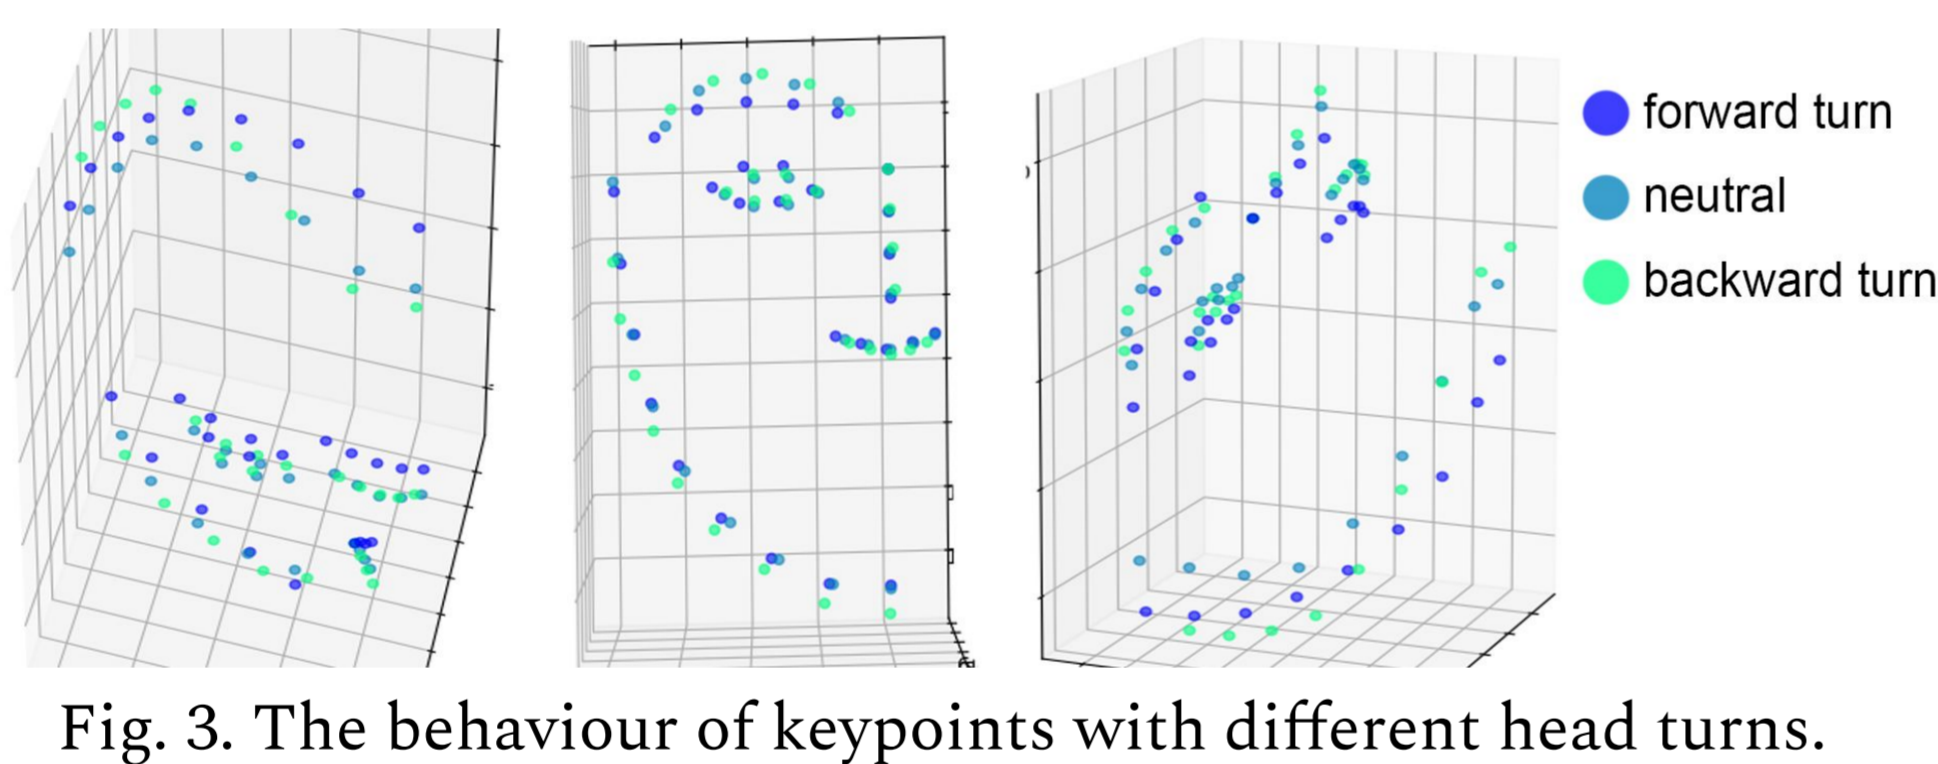 forward turn
neutral
backward turn
Fig. 3. The behaviour of keypoints with different head turns.